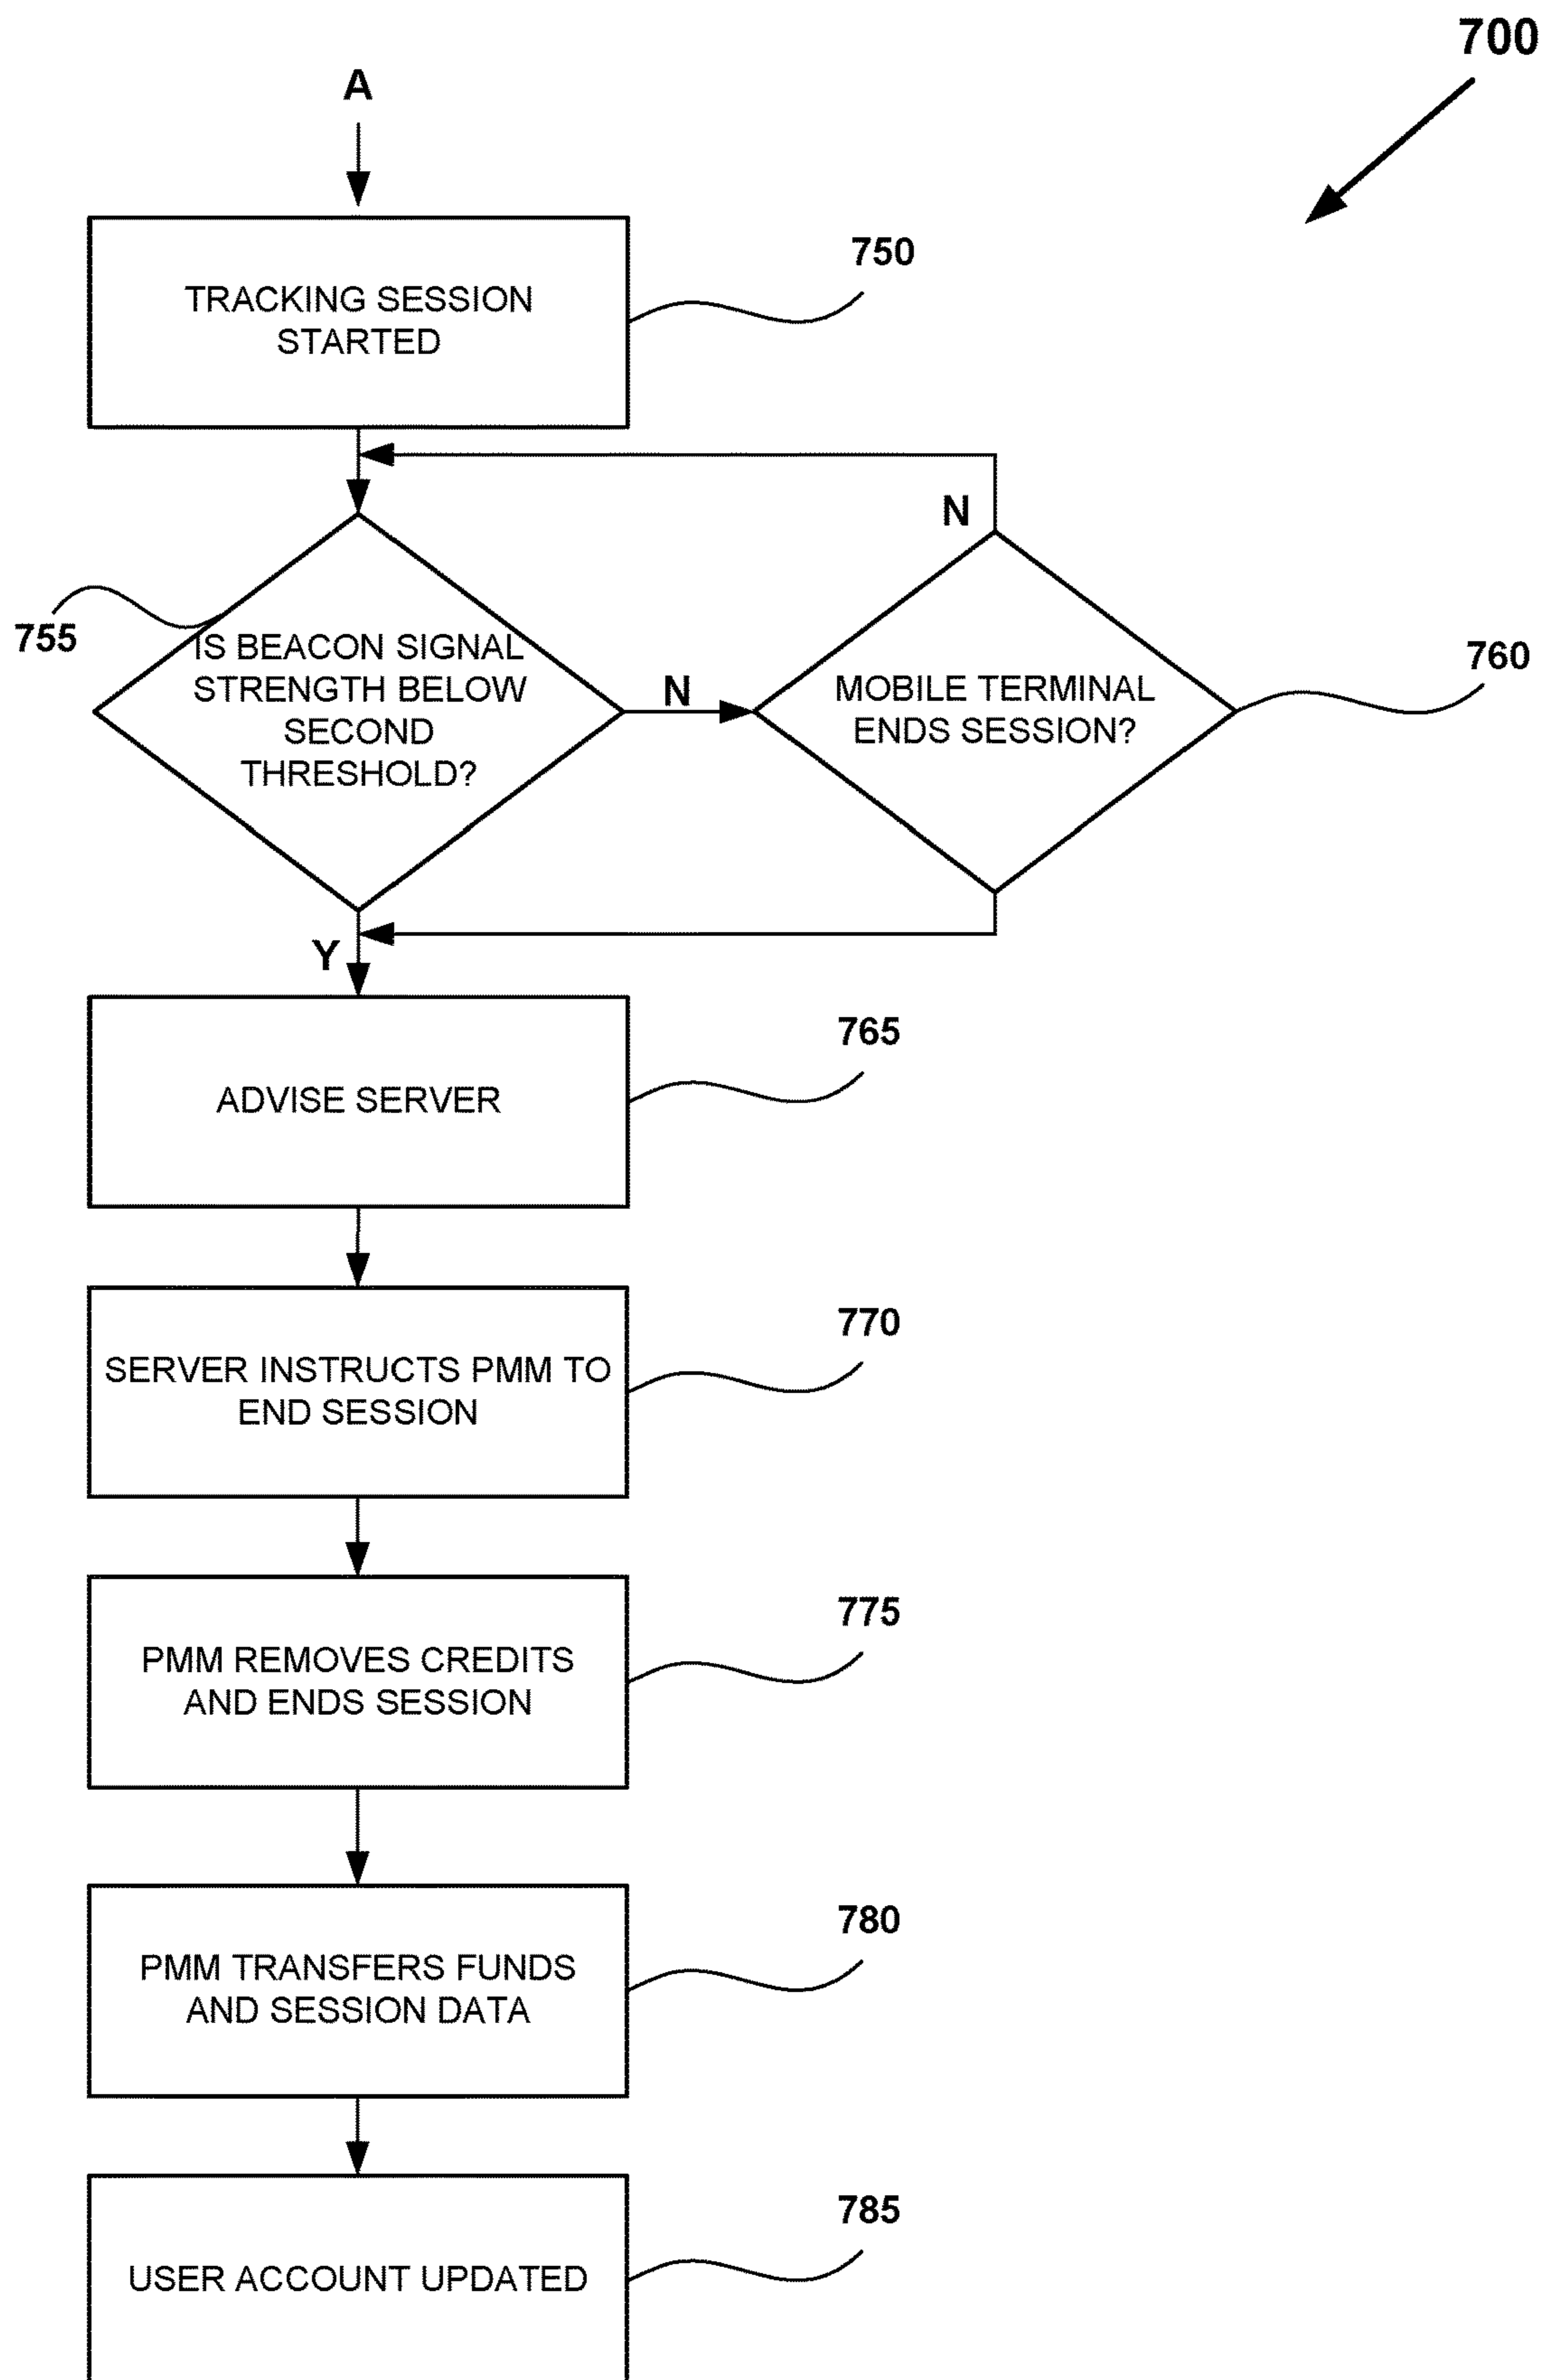 700
A
TRACKING SESSION
STARTED
750
N
755
IS BEACON SIGNAL
STRENGTH BELOW
SECOND
THRESHOLD?
N
MOBILE TERMINAL
ENDS SESSION?
760
Y
ADVISE SERVER
765
SERVER INSTRUCTS PMM TO
END SESSION
770
PMM REMOVES CREDITS
AND ENDS SESSION
775
PMM TRANSFERS FUNDS
AND SESSION DATA
780
USER ACCOUNT UPDATED
785